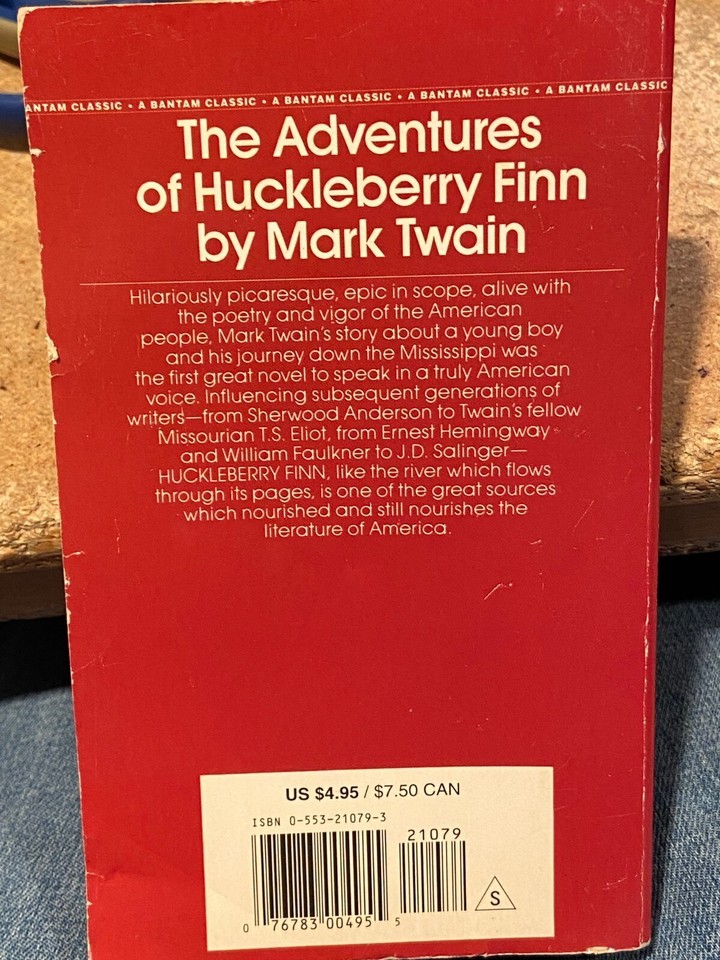 ANTAM CLASSIC • A BANTAM CLASSIC • A BANTAM CLASSIC • A BANTAM CLASSIC • A BANTAM CLASSIC
The Adventures
of Huckleberry Finn
by Mark Twain
Hilariously picaresque, epic in scope, alive with
the poetry and vigor of the American
people, Mark Twain's story about a young boy
and his journey down the Mississippi was
the first great novel to speak in a truly American
voice. Influencing subsequent generations of
writers—from Sherwood Anderson to Twain's fellow
Missourian T.S. Eliot, from Ernest Hemingway
and William Faulkner to J.D. Salinger—
HUCKLEBERRY FINN, like the river which flows
through its pages, is one of the great sources
which nourished and still nourishes the
literature of America.
US $4.95 / $7.50 CAN
ISBN 0-553-21079-3
21079
S
0 76783 00495 5